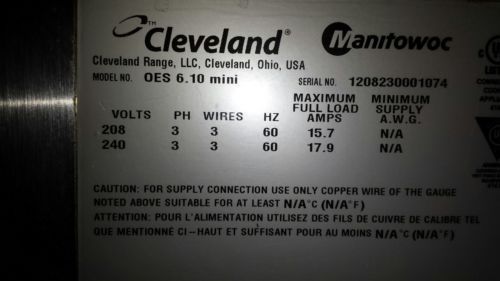 ™ Cleveland® Manitowoc
Cleveland Range, LLC, Cleveland, Ohio, USA
MODEL NO. OES 6.10 mini SERIAL NO. 1208230001074
MAXIMUM MINIMUM
FULL LOAD SUPPLY
VOLTS PH WIRES HZ AMPS A.W.G.
208 3 3 60 15.7 N/A
240 3 3 60 17.9 N/A
CAUTION: FOR SUPPLY CONNECTION USE ONLY COPPER WIRE OF THE GAUGE
NOTED ABOVE SUITABLE FOR AT LEAST N/A°C (N/A°F)
ATTENTION: POUR L'ALIMENTATION UTILISEZ DES FILS DE CUIVRE DE CALIBRE TEL
QUE MENTIONNÉ CI--HAUT ET SUFFISANT POUR AU MOINS N/A°C (N/A°F)